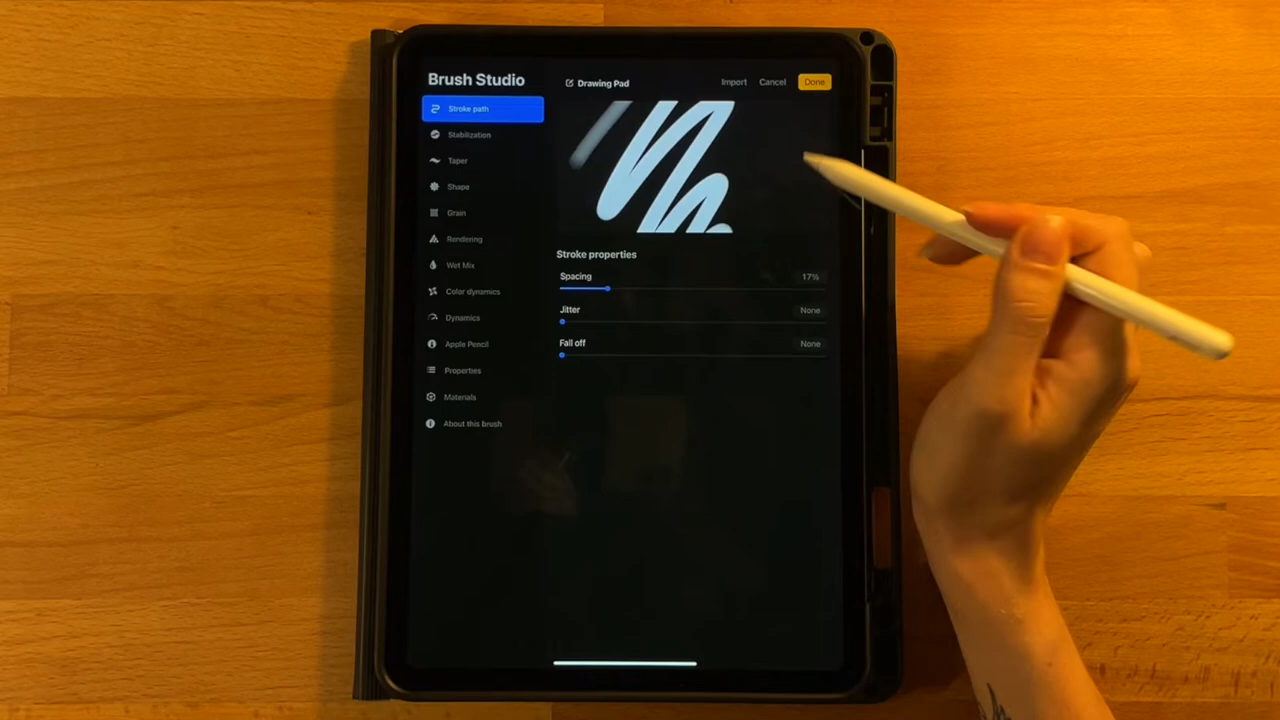 Brush Studio
Drawing Pad
Import
Cancel
Done
Stroke path
Stabilization
Taper
Shape
Grain
Rendering
Wet Mix
Color dynamics
Dynamics
Apple Pencil
Properties
Materials
About this brush
Stroke properties
Spacing
17%
Jitter
None
Fall off
None